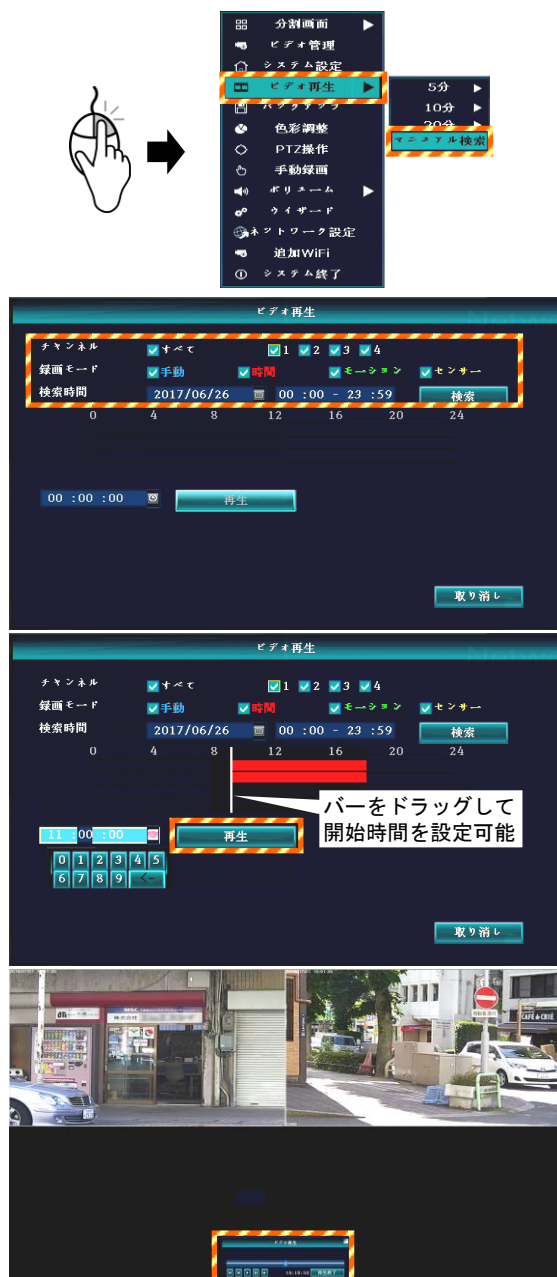 分割画面
ビデオ管理
システム設定
ビデオ再生
5分
10分
マニュアル検索
色彩調整
PTZ操作
手動録画
ボリューム
ウィザード
ネットワーク設定
追加WiFi
システム終了
ビデオ再生
チャンネル すべて 1 2 3 4
録画モード 手動 時間 モーション センサー
検索時間 2017/06/26 00 :00 - 23 :59 検索
0 4 8 12 16 20 24
00 :00 :00 再生
取り消し
ビデオ再生
チャンネル すべて 1 2 3 4
録画モード 手動 時間 モーション センサー
検索時間 2017/06/26 00 :00 - 23 :59 検索
0 4 8 12 16 20 24
バーをドラッグして
開始時間を設定可能
11 :00 :00 再生
0 1 2 3 4 5
6 7 8 9 <-
取り消し
株式会社
CAFé de CRIÉ
ビデオ再生